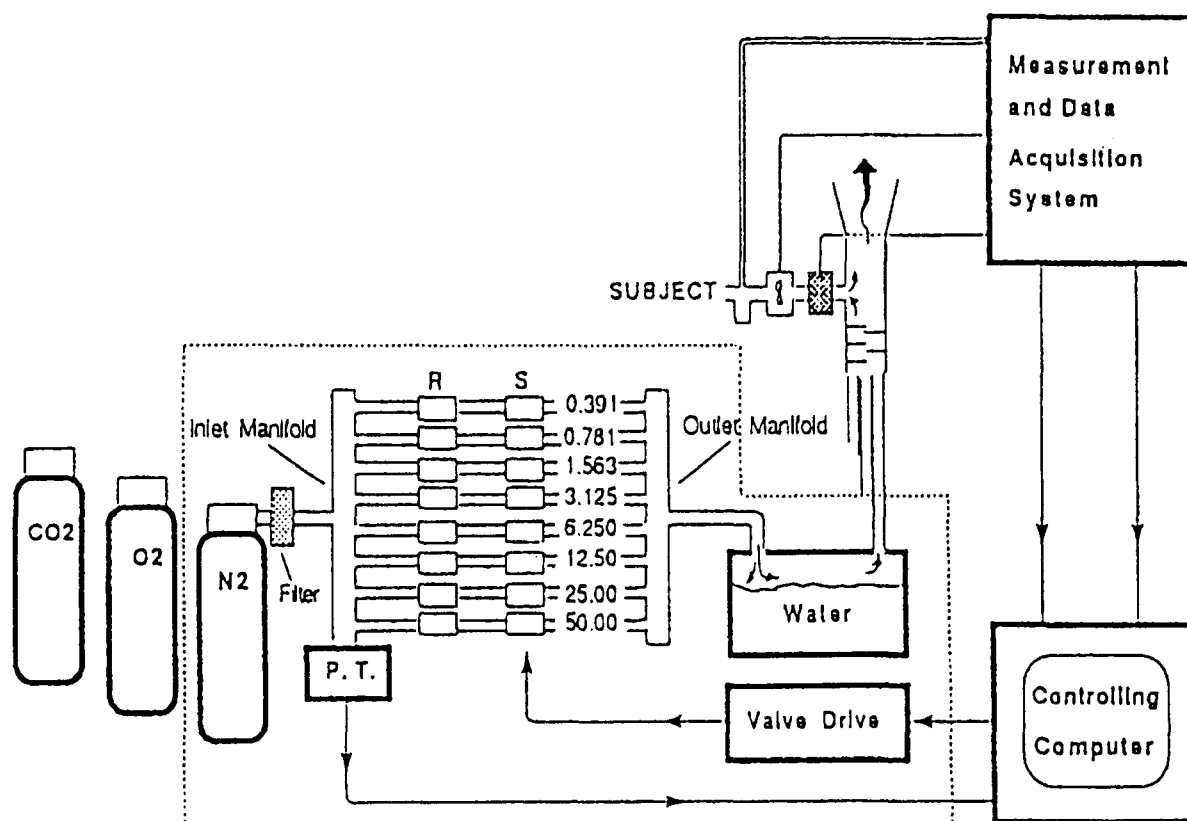 Measurement
and Data
Acquisition
System
SUBJECT
R S
Inlet Manifold
Outlet Manifold
0.391
0.781
1.563
3.125
6.250
12.50
25.00
50.00
CO2
O2
N2
Filter
Water
P. T.
Valve Drive
Controlling
Computer